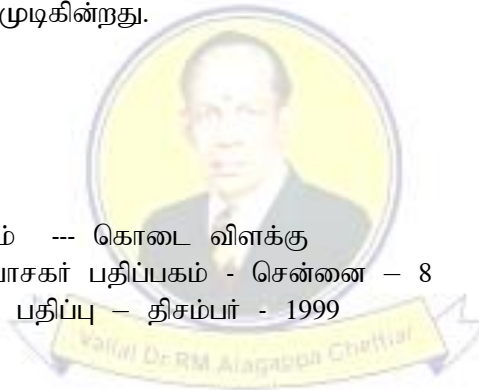 முடிகின்றது.
ம் --- கொடை விளக்கு
வாசகர் பதிப்பகம் - சென்னை – 8
பதிப்பு – திசம்பர் - 1999
Vallal Dr RM Alagappa Chettiar